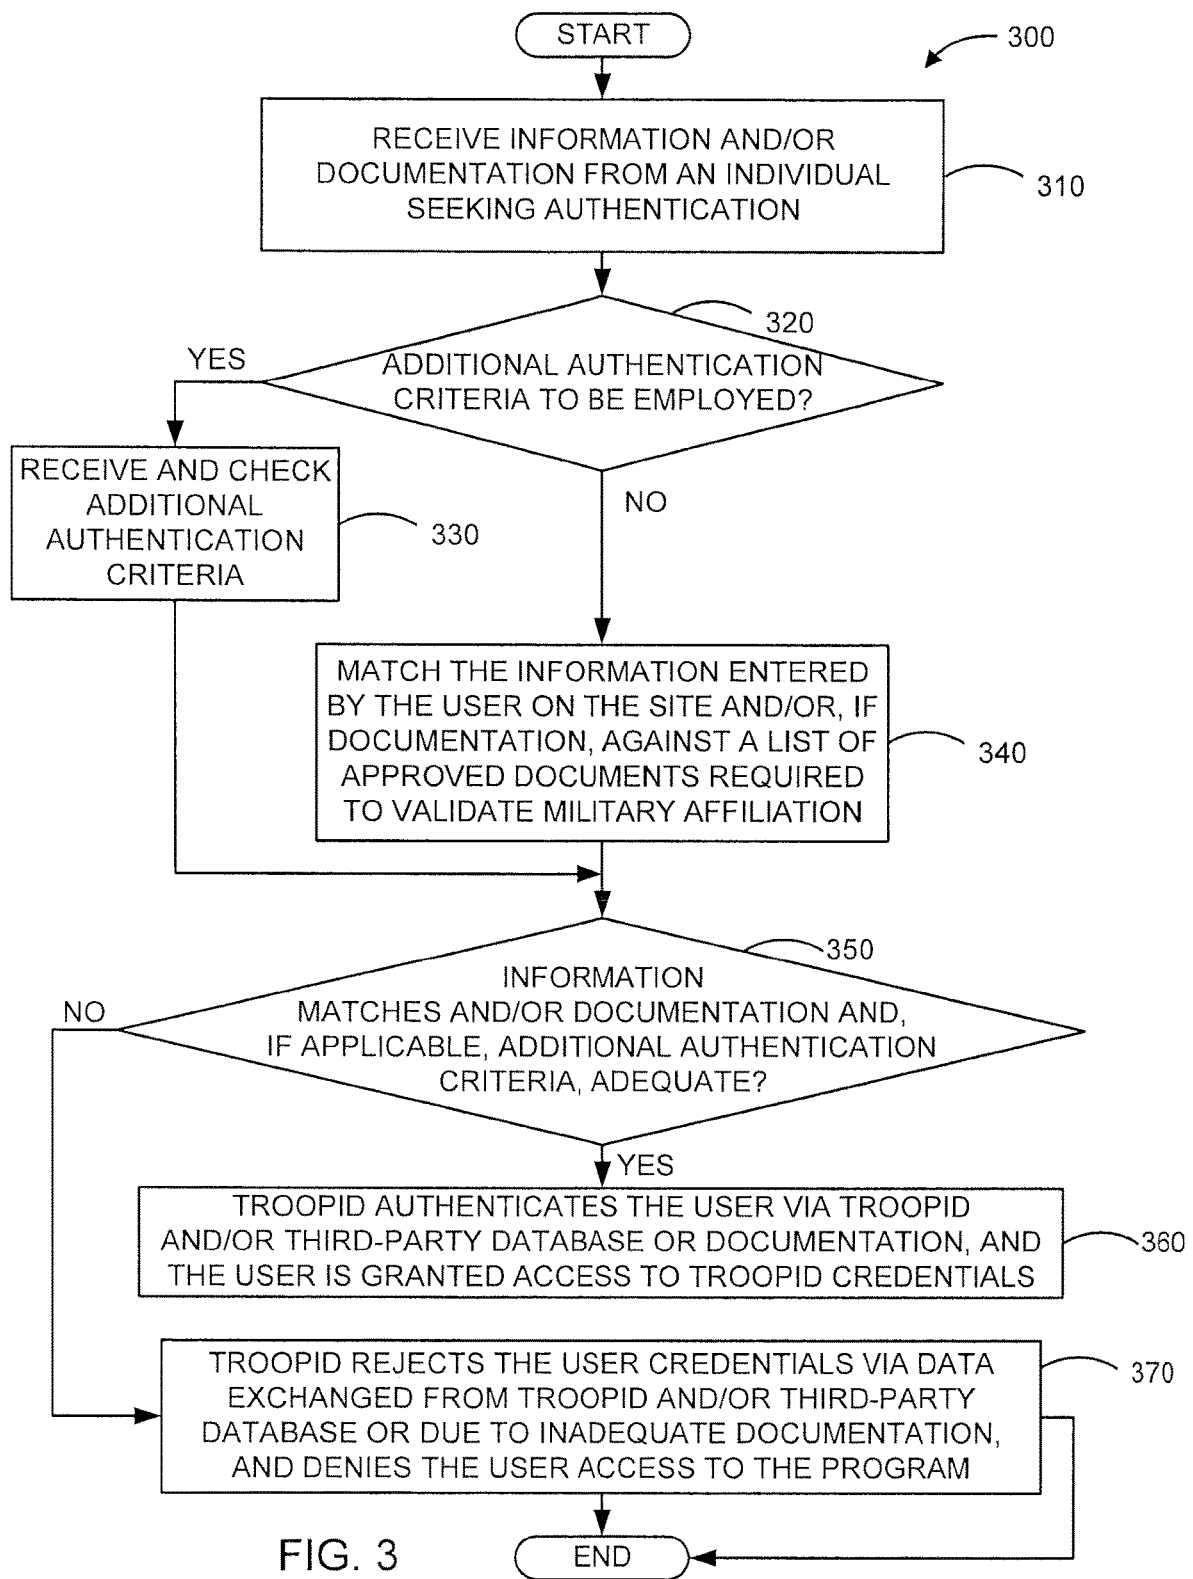 START
300
RECEIVE INFORMATION AND/OR
DOCUMENTATION FROM AN INDIVIDUAL
SEEKING AUTHENTICATION
310
320
YES
ADDITIONAL AUTHENTICATION
CRITERIA TO BE EMPLOYED?
RECEIVE AND CHECK
ADDITIONAL
AUTHENTICATION
CRITERIA
330
NO
MATCH THE INFORMATION ENTERED
BY THE USER ON THE SITE AND/OR, IF
DOCUMENTATION, AGAINST A LIST OF
APPROVED DOCUMENTS REQUIRED
TO VALIDATE MILITARY AFFILIATION
340
350
NO
INFORMATION
MATCHES AND/OR DOCUMENTATION AND,
IF APPLICABLE, ADDITIONAL AUTHENTICATION
CRITERIA, ADEQUATE?
YES
TROOPID AUTHENTICATES THE USER VIA TROOPID
AND/OR THIRD-PARTY DATABASE OR DOCUMENTATION, AND
THE USER IS GRANTED ACCESS TO TROOPID CREDENTIALS
360
TROOPID REJECTS THE USER CREDENTIALS VIA DATA
EXCHANGED FROM TROOPID AND/OR THIRD-PARTY
DATABASE OR DUE TO INADEQUATE DOCUMENTATION,
AND DENIES THE USER ACCESS TO THE PROGRAM
370
FIG. 3
END